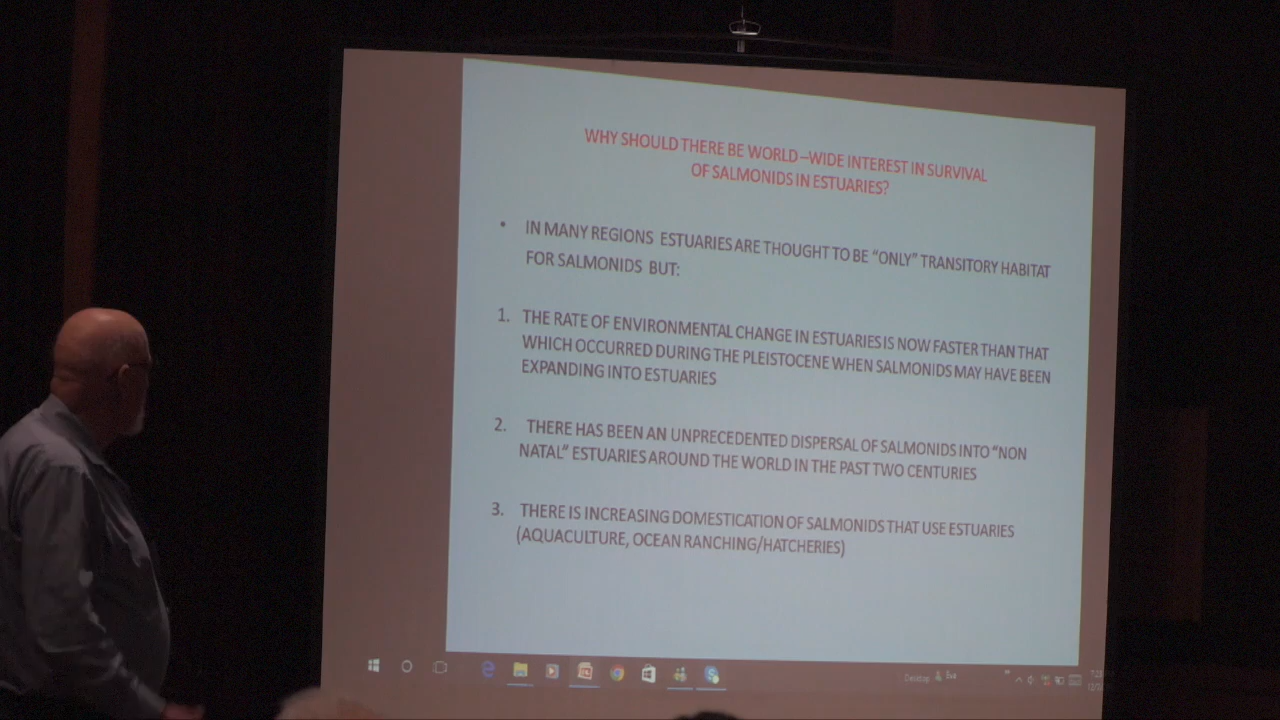 WHY SHOULD THERE BE WORLD –WIDE INTEREST IN SURVIVAL
OF SALMONIDS IN ESTUARIES?
• IN MANY REGIONS ESTUARIES ARE THOUGHT TO BE “ONLY” TRANSITORY HABITAT
FOR SALMONIDS BUT:
1. THE RATE OF ENVIRONMENTAL CHANGE IN ESTUARIES IS NOW FASTER THAN THAT
WHICH OCCURRED DURING THE PLEISTOCENE WHEN SALMONIDS MAY HAVE BEEN
EXPANDING INTO ESTUARIES
2. THERE HAS BEEN AN UNPRECEDENTED DISPERSAL OF SALMONIDS INTO “NON
NATAL” ESTUARIES AROUND THE WORLD IN THE PAST TWO CENTURIES
3. THERE IS INCREASING DOMESTICATION OF SALMONIDS THAT USE ESTUARIES
(AQUACULTURE, OCEAN RANCHING/HATCHERIES)
Desktop